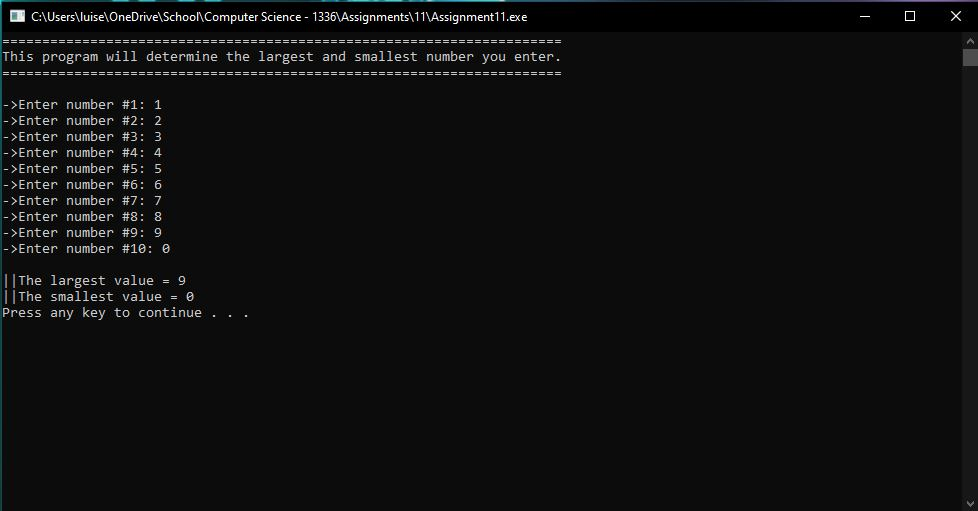 C:\Users\luise\OneDrive\School\Computer Science - 1336\Assignments\11\Assignment11.exe
======================================================================
This program will determine the largest and smallest number you enter.
======================================================================
->Enter number #1: 1
->Enter number #2: 2
->Enter number #3: 3
->Enter number #4: 4
->Enter number #5: 5
->Enter number #6: 6
->Enter number #7: 7
->Enter number #8: 8
->Enter number #9: 9
->Enter number #10: 0
||The largest value = 9
||The smallest value = 0
Press any key to continue . . .